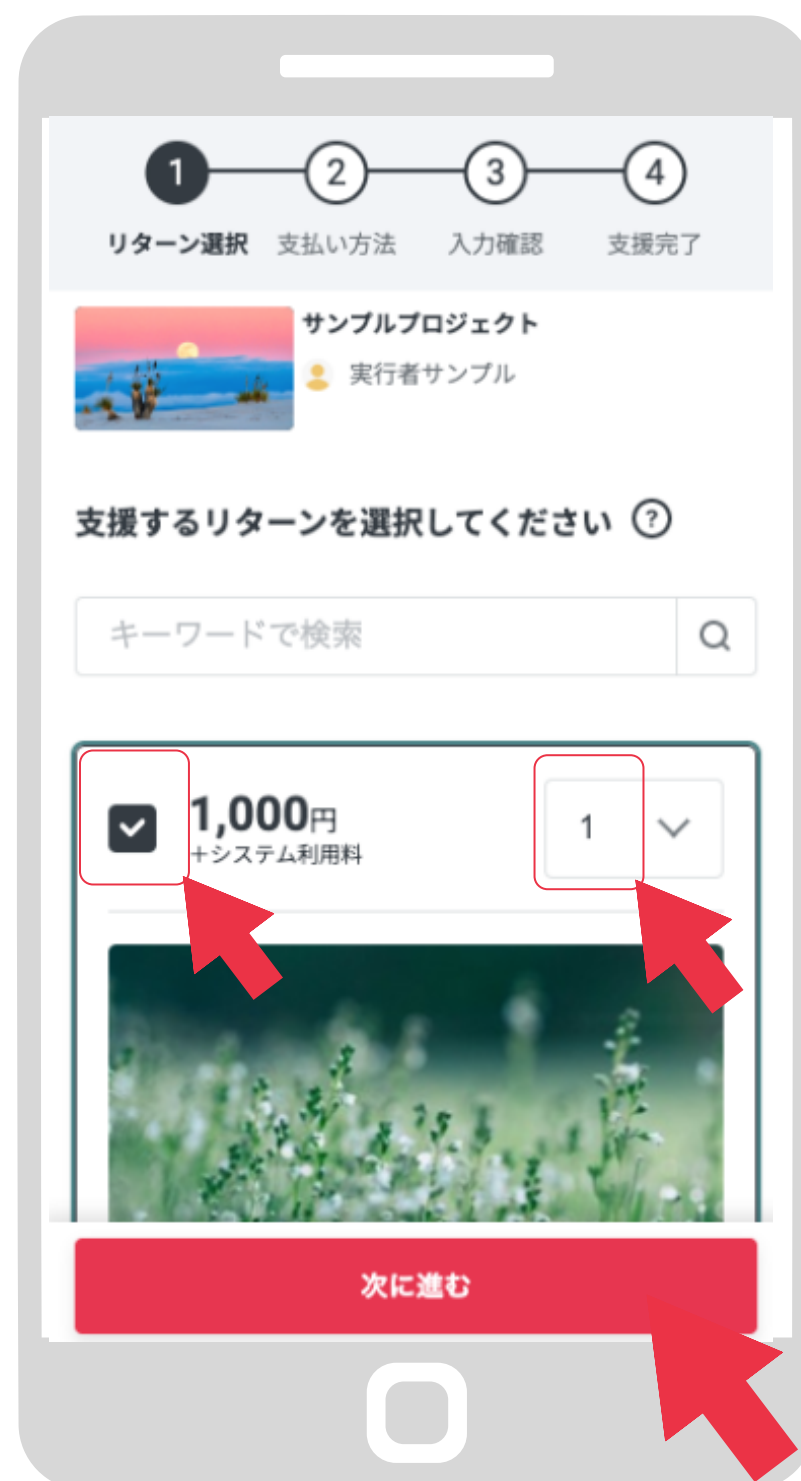 1 2 3 4
リターン選択 支払い方法 入力確認 支援完了
サンプルプロジェクト
実行者サンプル
支援するリターンを選択してください ?
キーワードで検索
1,000円 1
+システム利用料
次に進む